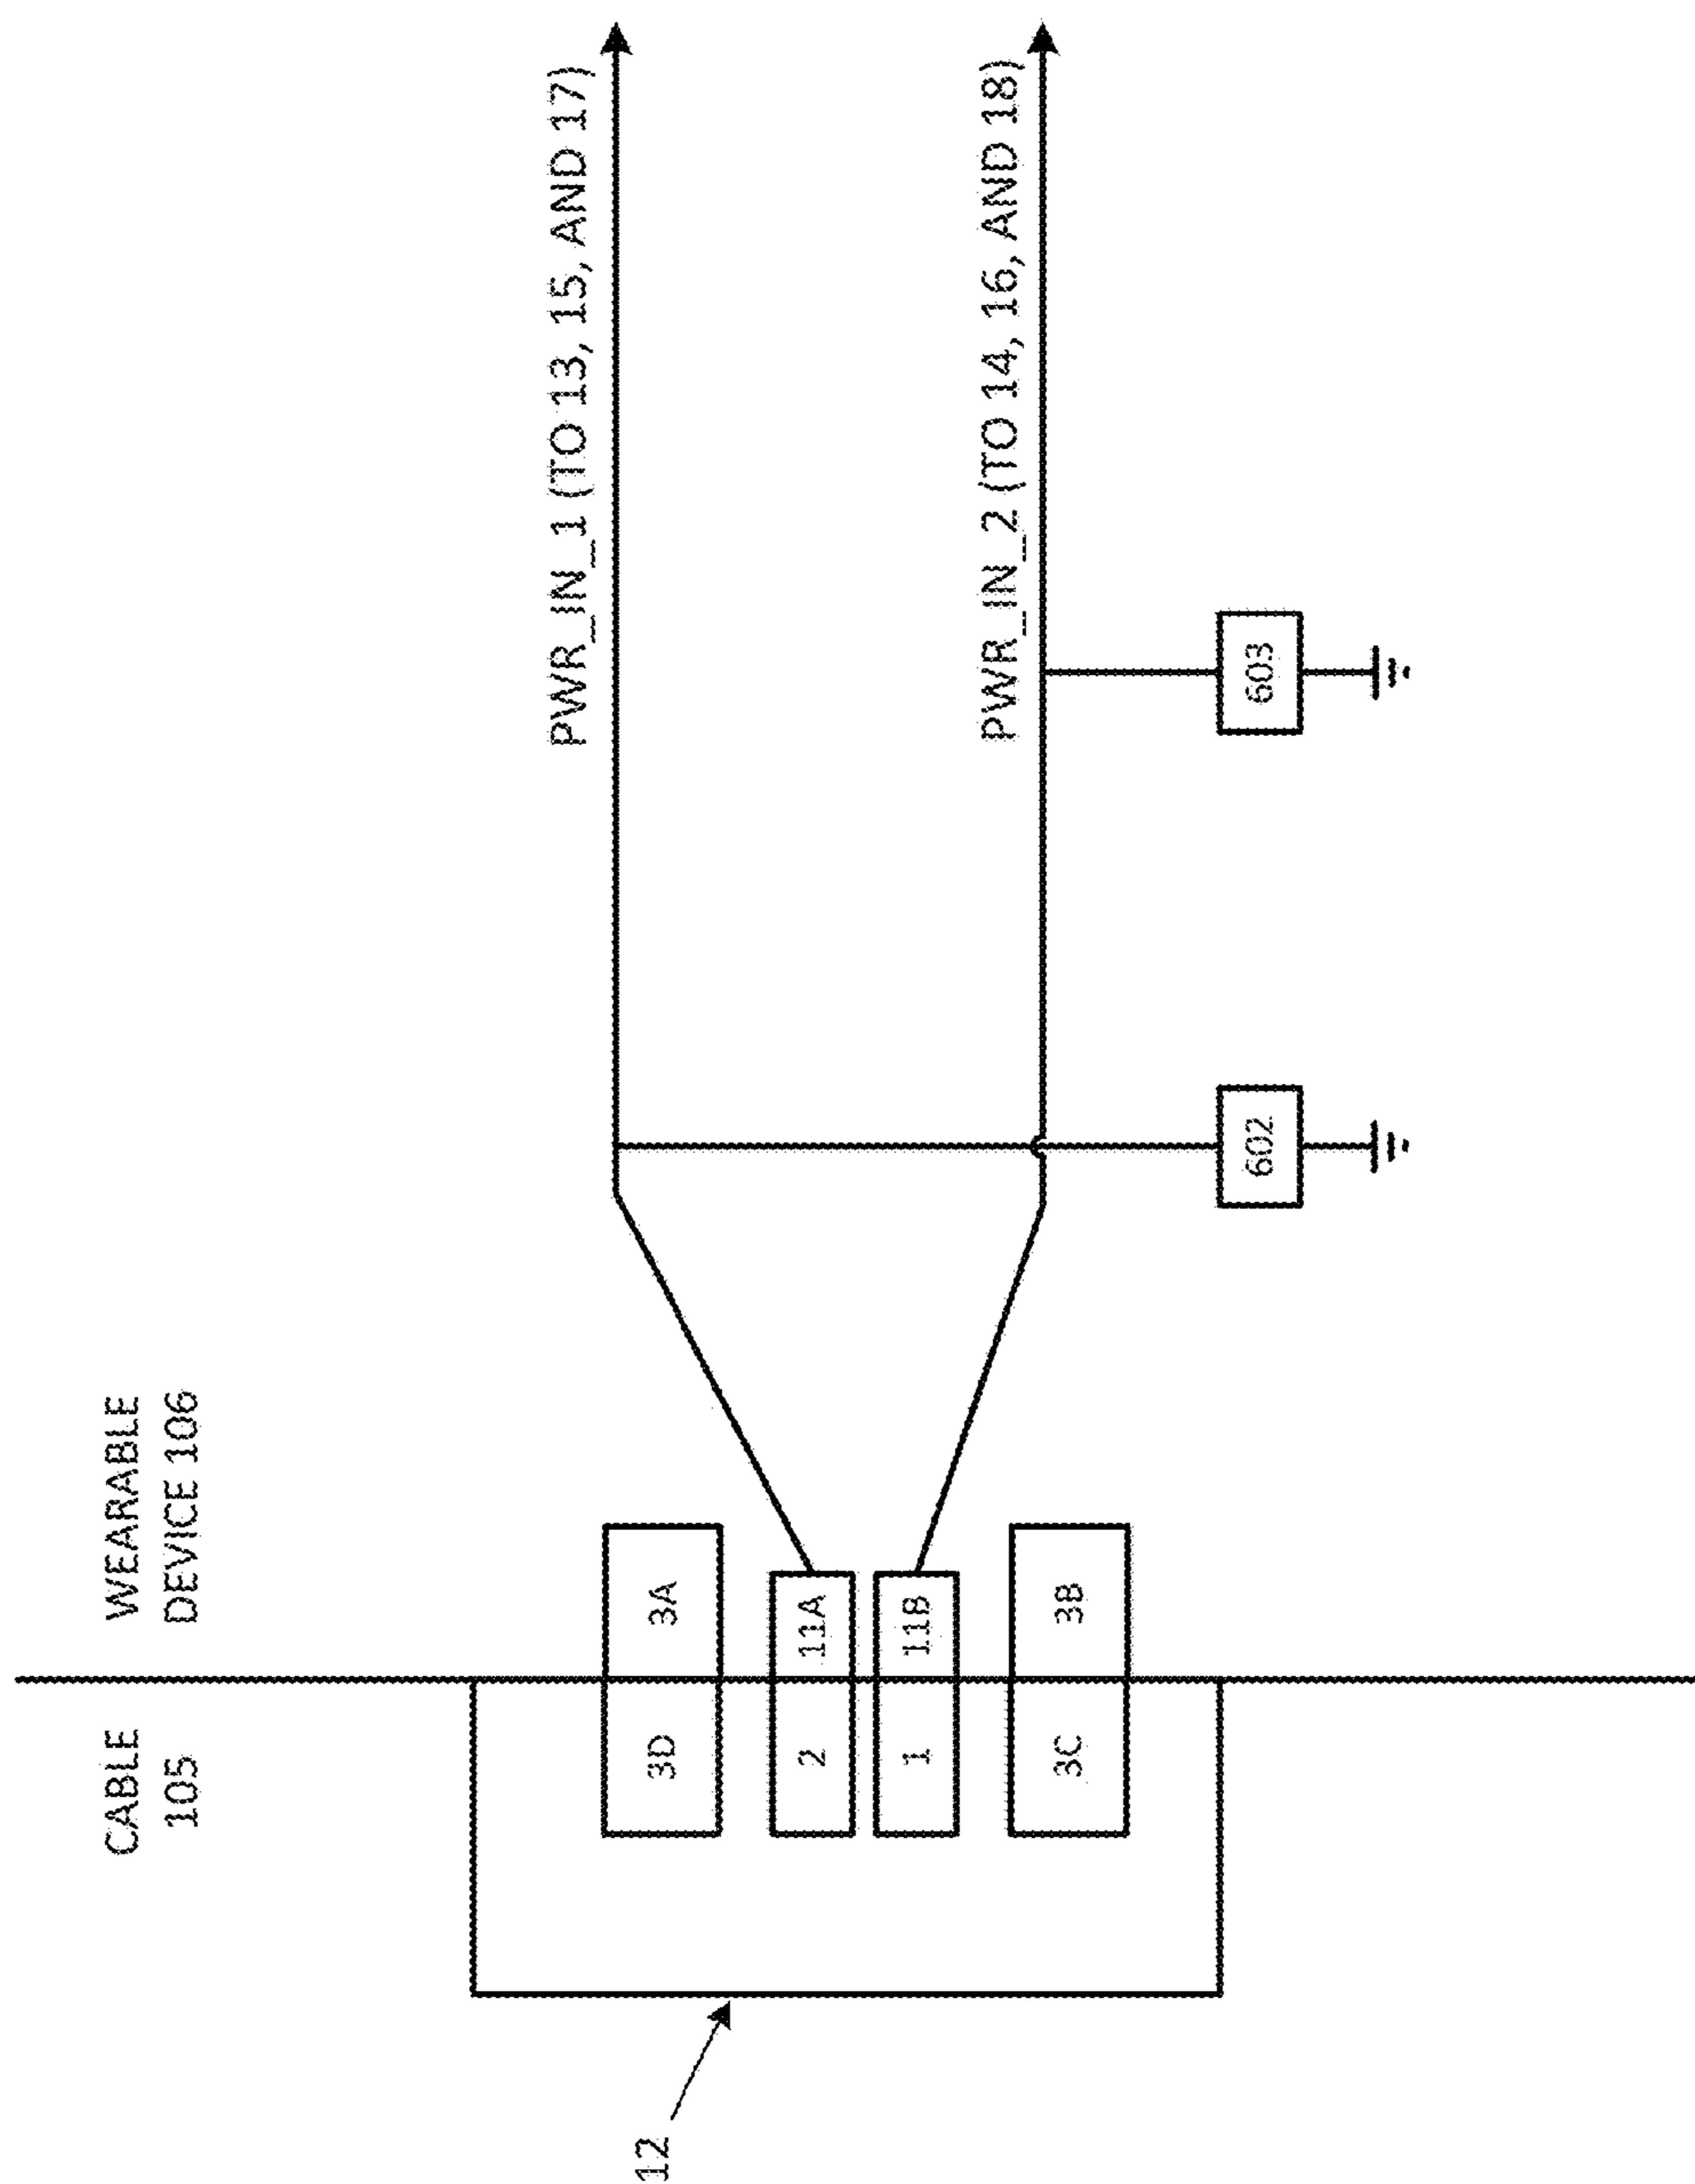 CABLE
105
WEARABLE
DEVICE 106
12
3D
3A
2
11A
1
11B
3C
3B
PWR_IN_1 (TO 13, 15, AND 17)
PWR_IN_2 (TO 14, 16, AND 18)
602
603